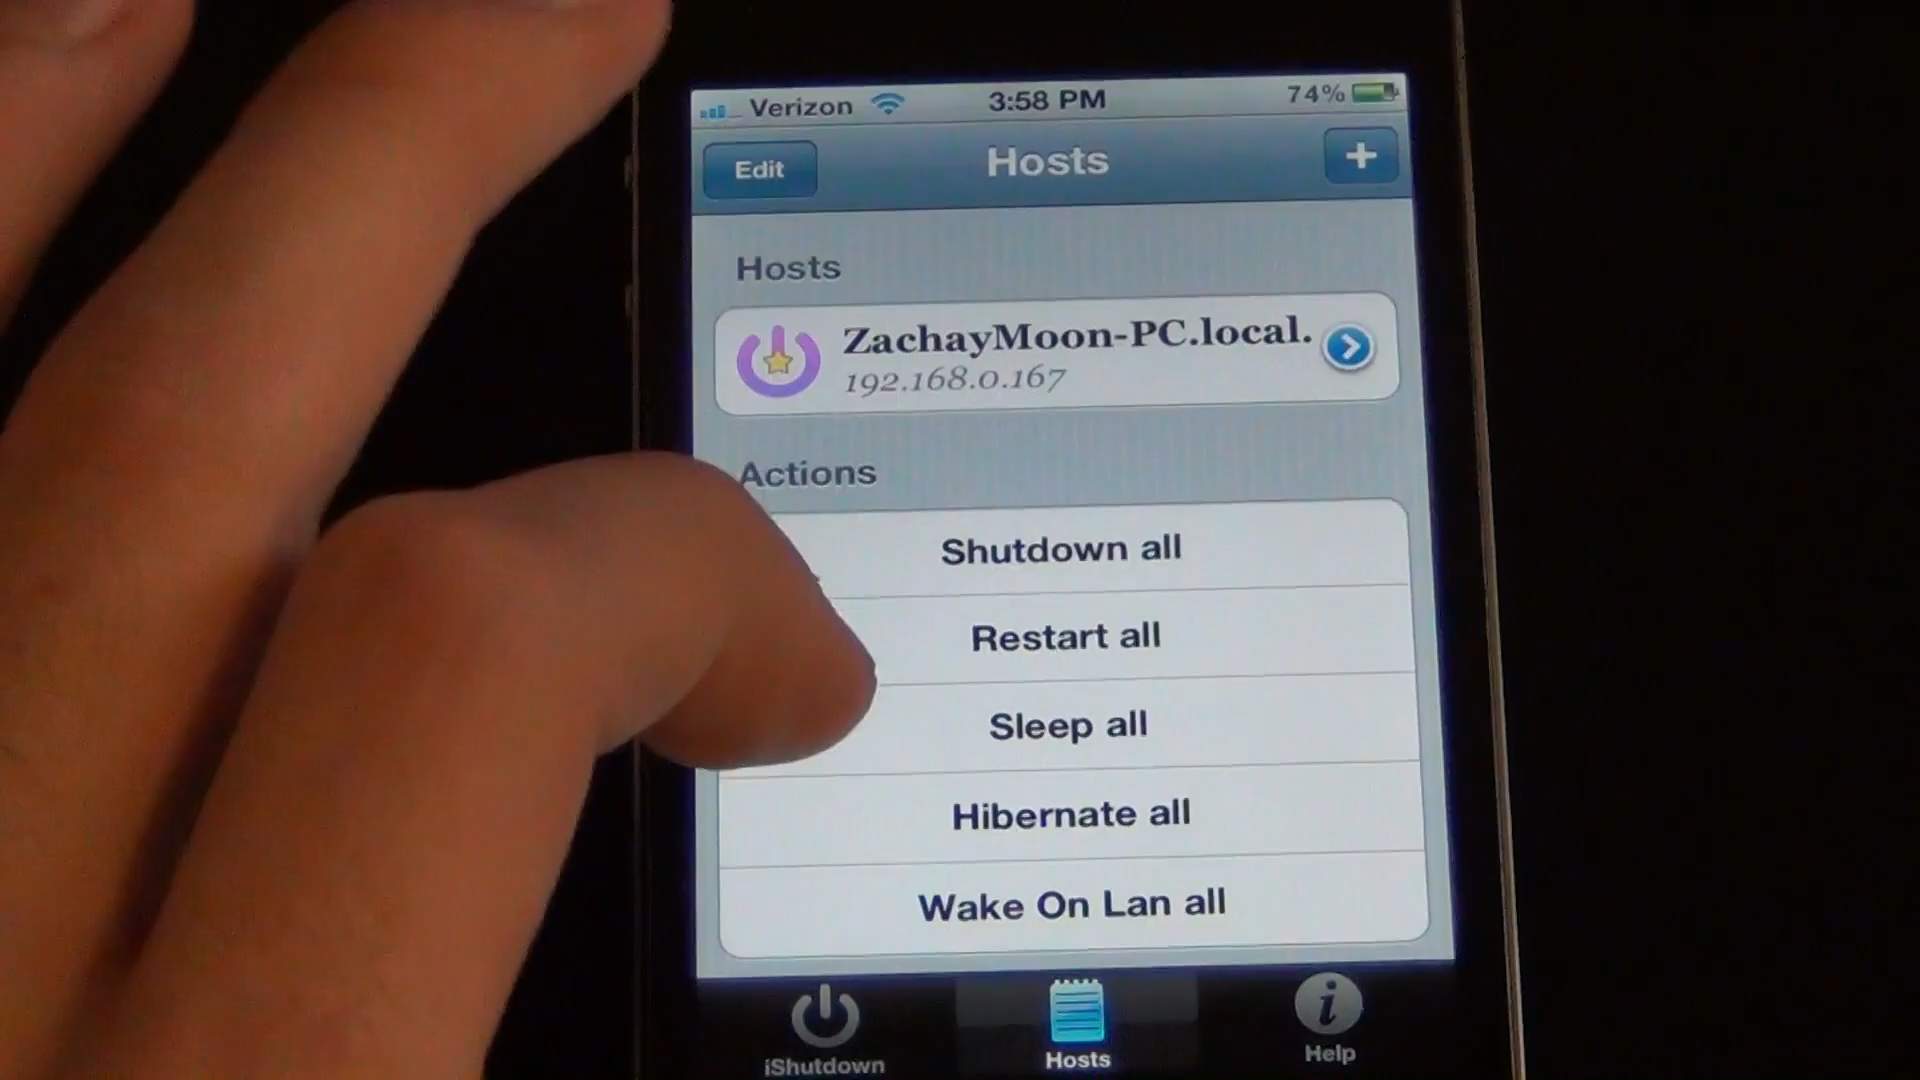 Verizon 3:58 PM 74%
Edit Hosts +
Hosts
ZachayMoon-PC.local.
192.168.0.167
Actions
Shutdown all
Restart all
Sleep all
Hibernate all
Wake On Lan all
iShutdown Hosts Help